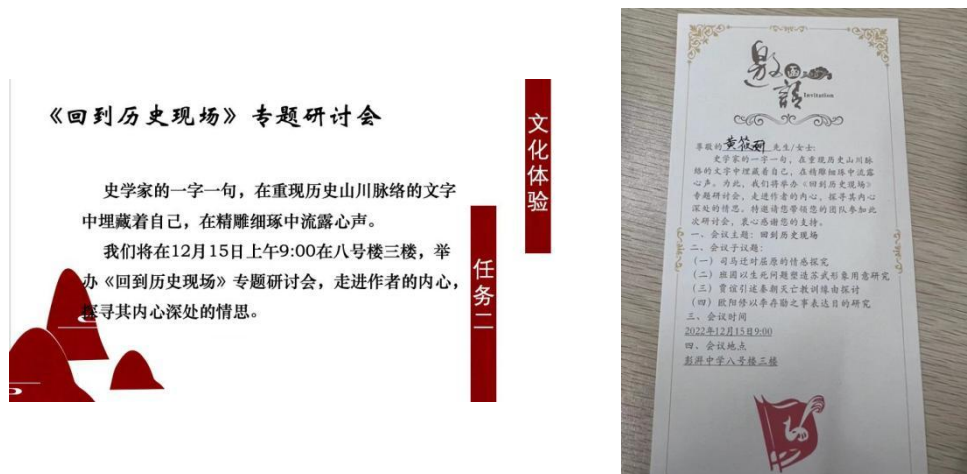 《回到历史现场》专题研讨会
史学家的一字一句，在重现历史山川脉络的文字
中埋藏着自己，在精雕细琢中流露心声。
我们将在12月15日上午9:00在八号楼三楼，举
办《回到历史现场》专题研讨会，走进作者的内心，
探寻其内心深处的情思。
文化体验
任务二
邀
请
函
Invitation
尊敬的黄筱丽 先生/女士:
史学家的一字一句，在重现历史山川脉
络的文字中埋藏着自己，在精雕细琢中流露
心声。为此，我们将举办《回到历史现场》
专题研讨会，走进作者的内心，探寻其内心
深处的情思。特邀请您带领您的团队参加此
次研讨会，衷心感谢您的支持。
一、会议主题：回到历史现场
二、会议子议题：
(一) 司马迁对屈原的情感探究
(二) 班固以生死问题塑造苏武形象用意研究
(三) 贾谊引述秦朝灭亡教训缘由探讨
(四) 欧阳修以李存勖之事表达目的研究
三、会议时间
2022年12月15日9:00
四、会议地点
彭湃中学八号楼三楼